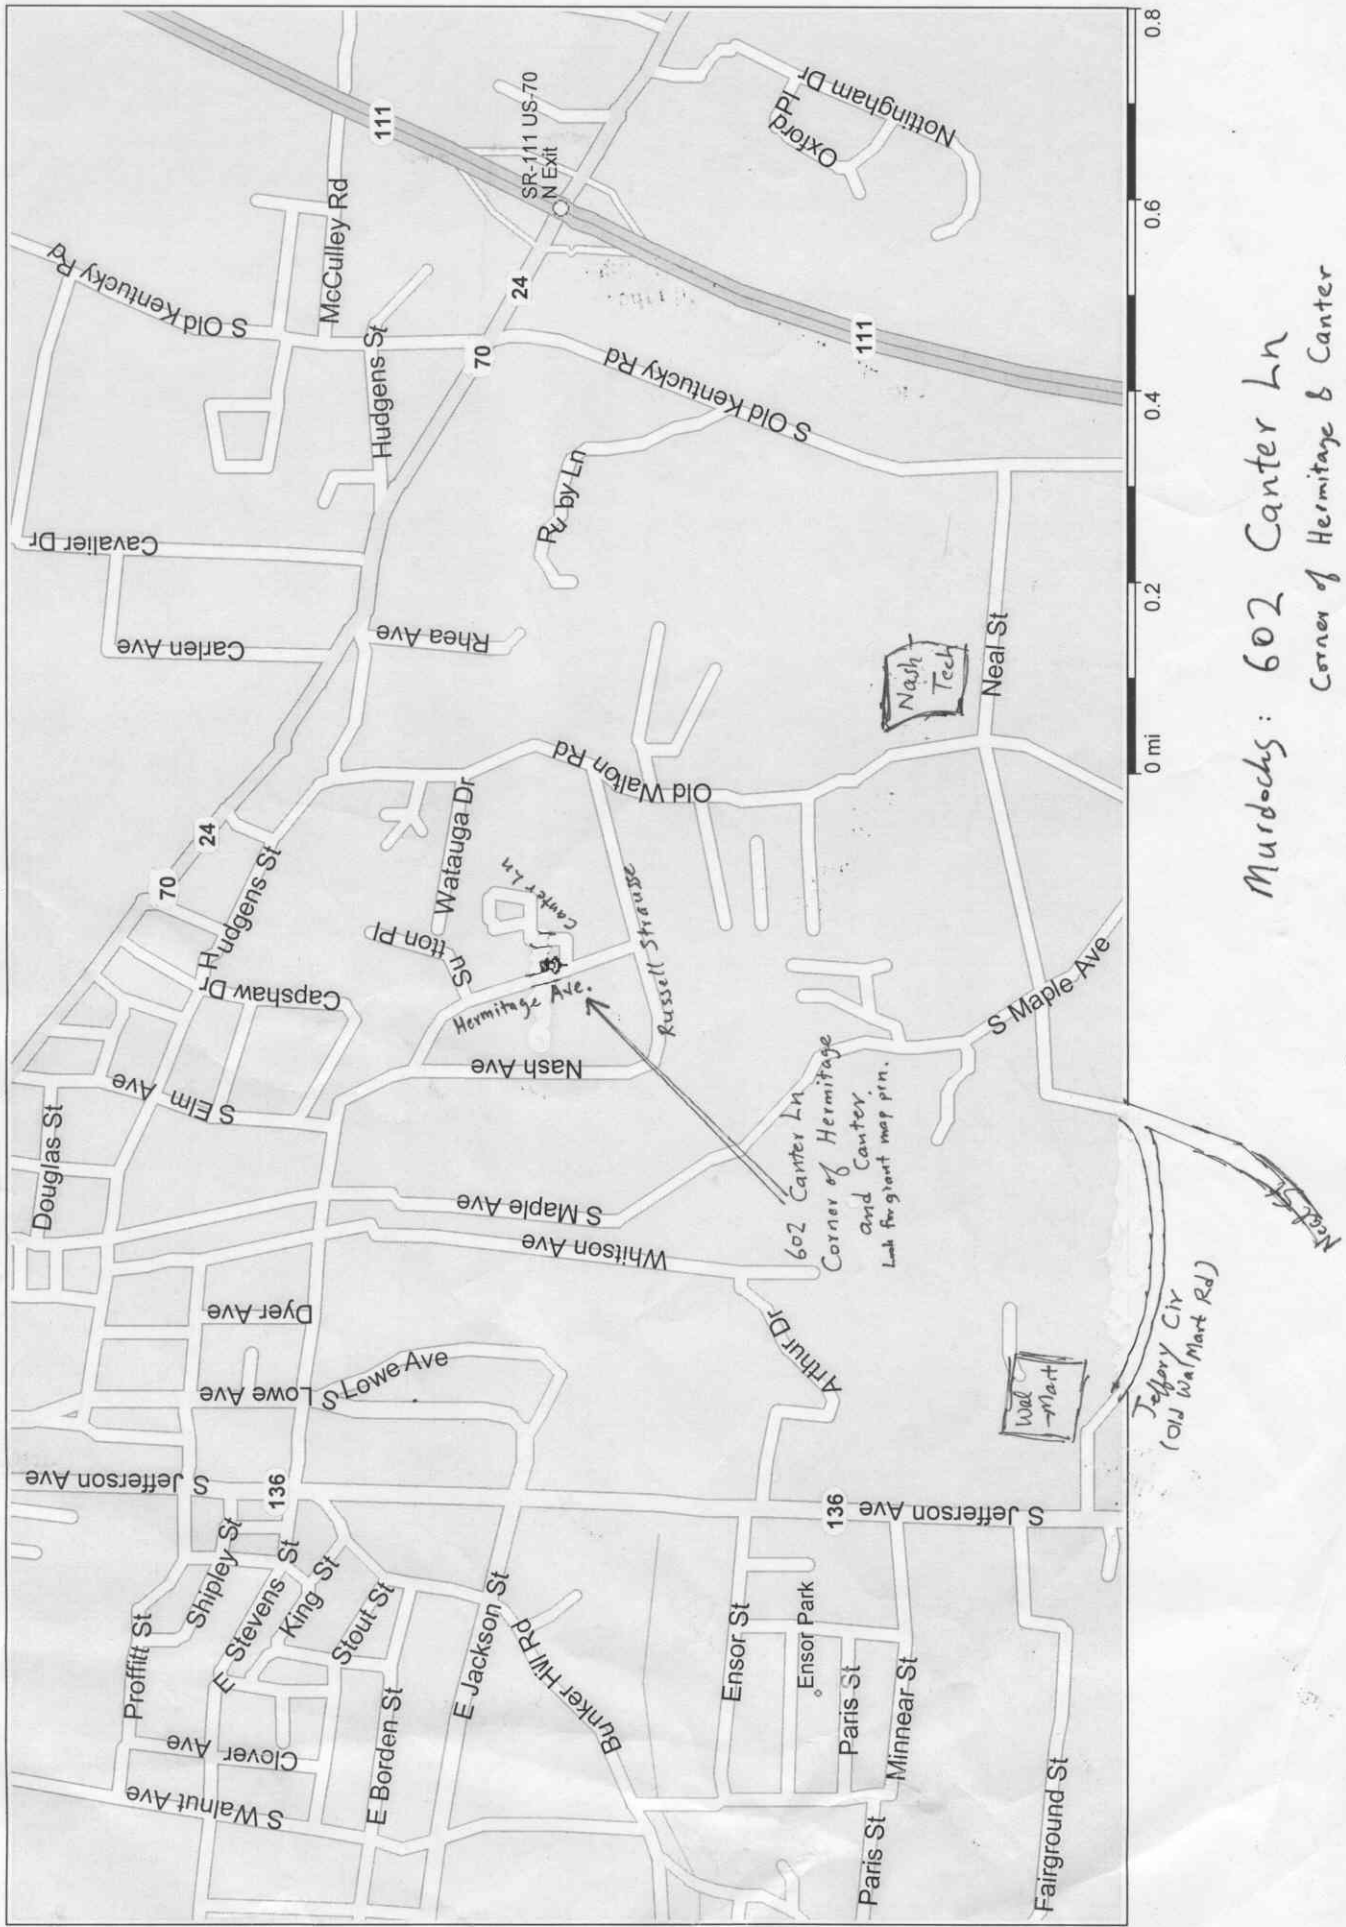 S Old Kentucky Rd
McCulley Rd
111
SR-111 US-70
N Exit
Oxford Pl
Nottingham Dr
Cavalier Dr
Hudgens St
24
70
S Old Kentucky Rd
111
Carlen Ave
Rhea Ave
Ru by Ln
Nash
Tech
Neal St
70
24
Hudgens St
Watauga Dr
Old Walton Rd
Canter Ln
Su tton Pl
Capshaw Dr
Hermitage Ave.
Russell Strausse
Nash Ave
S Elm Ave
Douglas St
S Maple Ave
S Maple Ave
Whitson Ave
602 Canter Ln
Corner of Hermitage
and Canter.
Look for giant map pin.
Dyer Ave
S Lowe Ave
S Lowe Ave
Arthur Dr
Wal
-Mart
S Jefferson Ave
136
136
S Jefferson Ave
Proffitt St
Shipley St
E Stevens St
King St
Stout St
E Jackson St
Bunker Hill Rd
Ensor St
Ensor Park
Paris St
Minnear St
Clover Ave
S Walnut Ave
E Borden St
Paris St
Fairground St
0 mi
0.2
0.4
0.6
0.8
Jeffory Cir
(Old WalMart Rd)
Neal St.
Murdochs: 602 Canter Ln
Corner of Hermitage & Canter